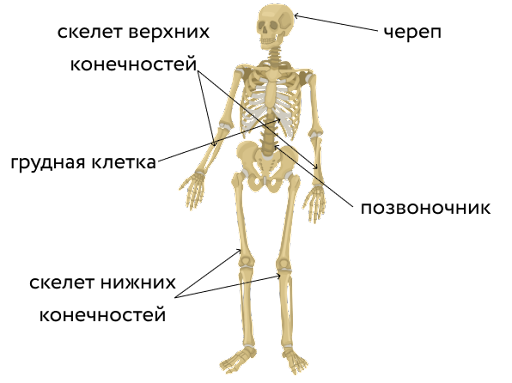 скелет верхних
конечностей
череп
грудная клетка
позвоночник
скелет нижних
конечностей